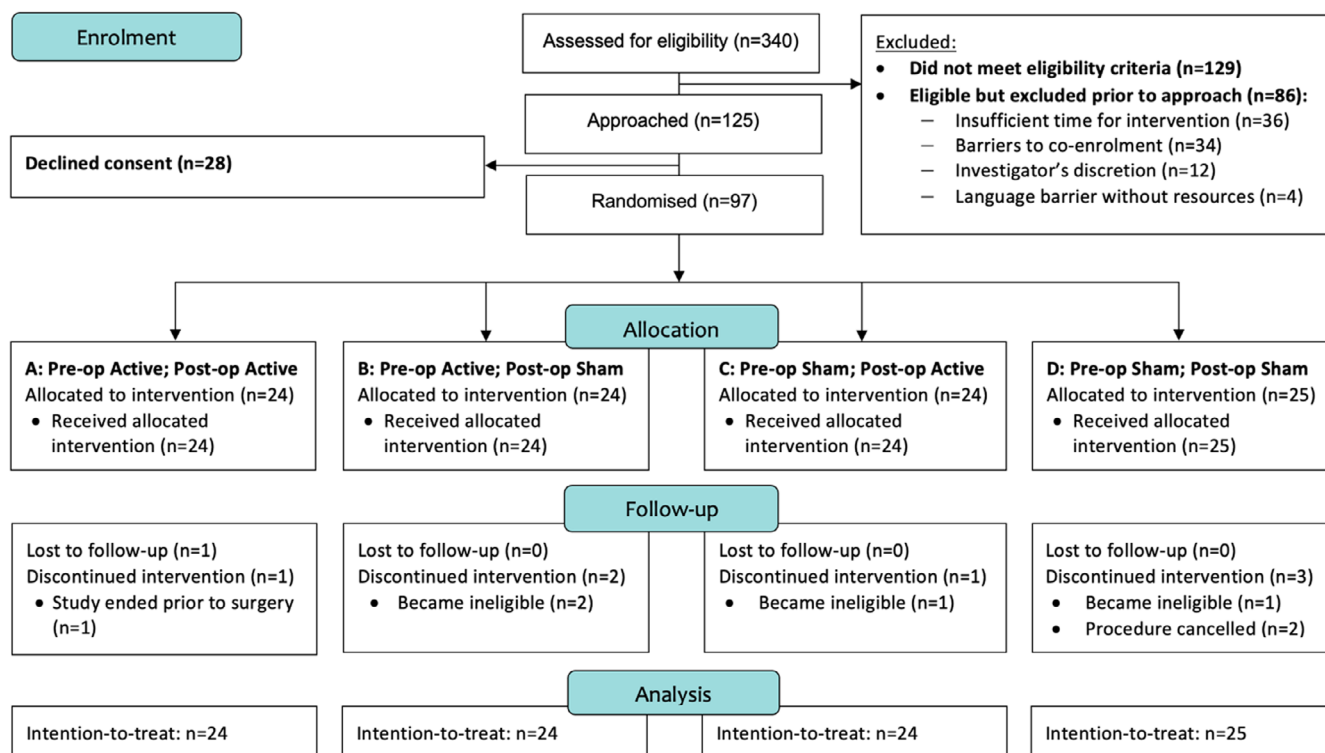 Enrolment
Assessed for eligibility (n=340)
Excluded:
• Did not meet eligibility criteria (n=129)
• Eligible but excluded prior to approach (n=86):
– Insufficient time for intervention (n=36)
– Barriers to co-enrolment (n=34)
– Investigator’s discretion (n=12)
– Language barrier without resources (n=4)
Approached (n=125)
Declined consent (n=28)
Randomised (n=97)
Allocation
A: Pre-op Active; Post-op Active
Allocated to intervention (n=24)
• Received allocated
intervention (n=24)
B: Pre-op Active; Post-op Sham
Allocated to intervention (n=24)
• Received allocated
intervention (n=24)
C: Pre-op Sham; Post-op Active
Allocated to intervention (n=24)
• Received allocated
intervention (n=24)
D: Pre-op Sham; Post-op Sham
Allocated to intervention (n=25)
• Received allocated
intervention (n=25)
Follow-up
Lost to follow-up (n=1)
Discontinued intervention (n=1)
• Study ended prior to surgery
(n=1)
Lost to follow-up (n=0)
Discontinued intervention (n=2)
• Became ineligible (n=2)
Lost to follow-up (n=0)
Discontinued intervention (n=1)
• Became ineligible (n=1)
Lost to follow-up (n=0)
Discontinued intervention (n=3)
• Became ineligible (n=1)
• Procedure cancelled (n=2)
Analysis
Intention-to-treat: n=24
Intention-to-treat: n=24
Intention-to-treat: n=24
Intention-to-treat: n=25